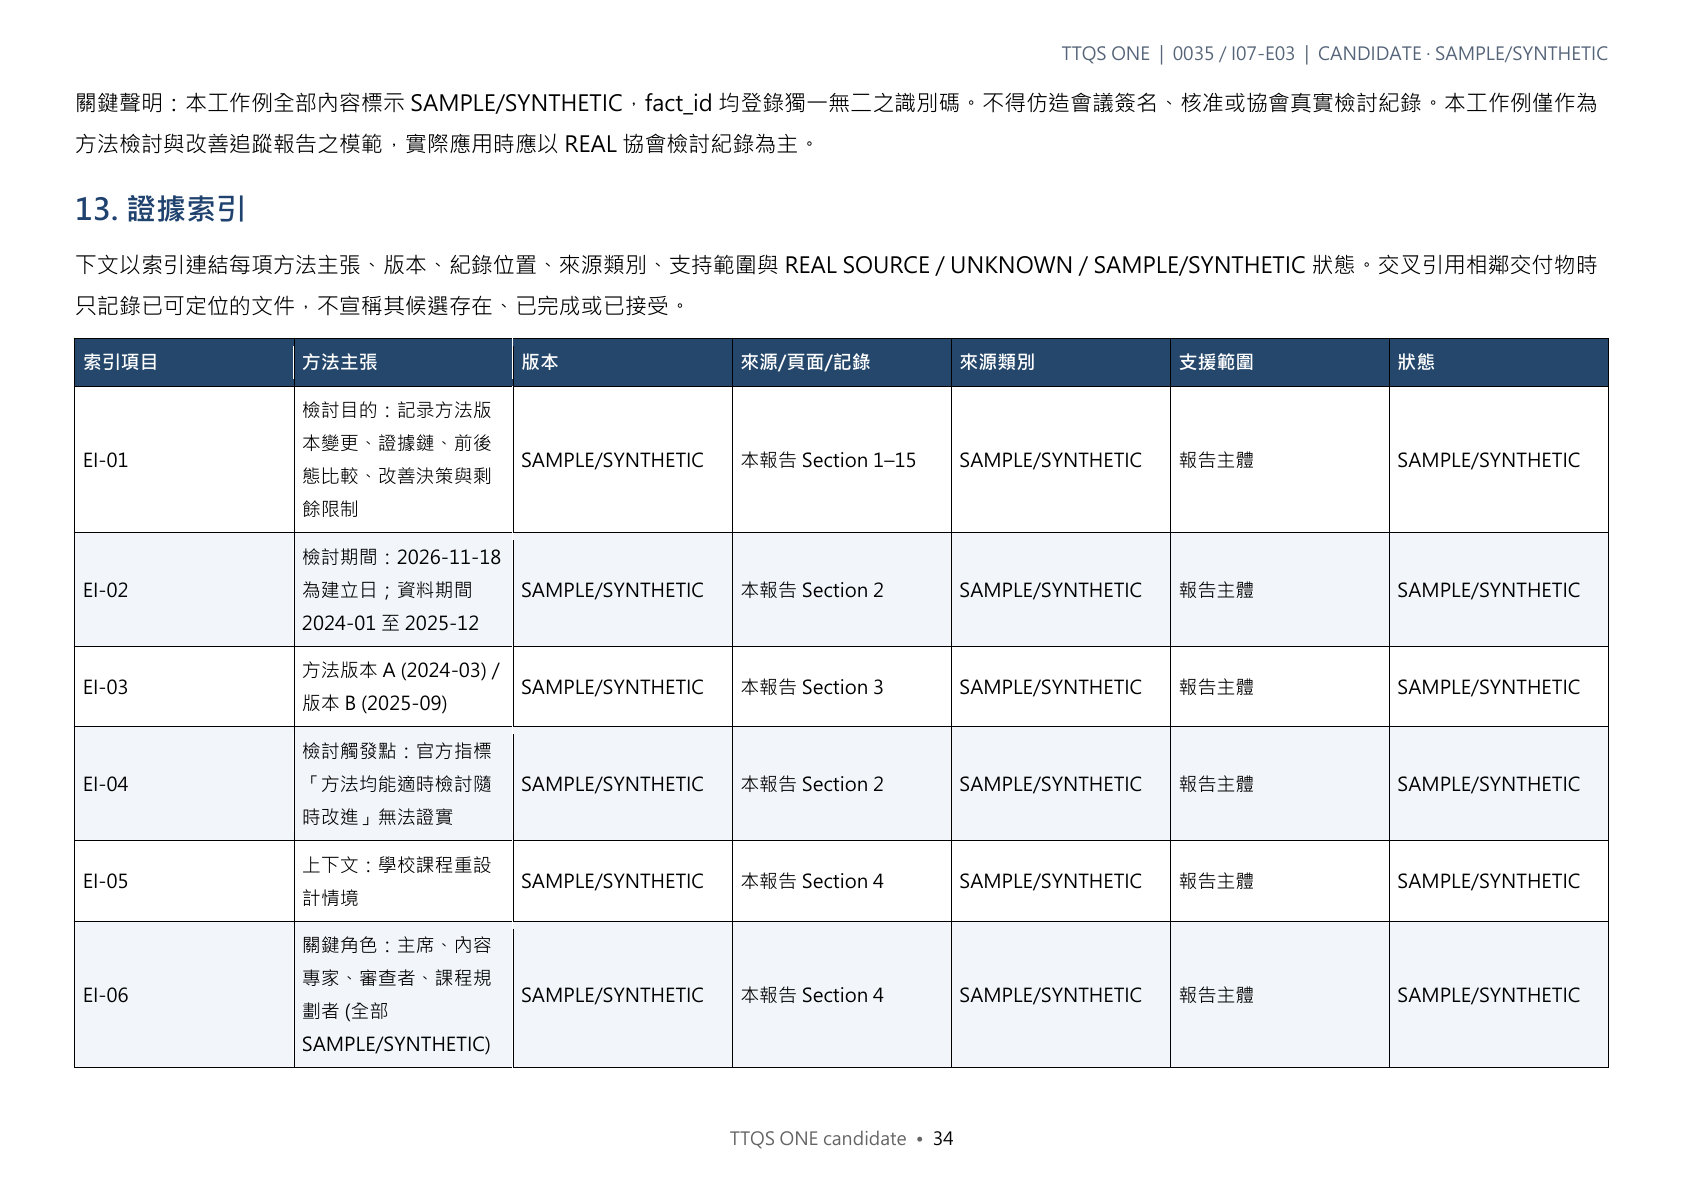 TTQS ONE | 0035 / I07-E03 | CANDIDATE · SAMPLE/SYNTHETIC
關鍵聲明：本工作例全部內容標示 SAMPLE/SYNTHETIC，fact_id 均登錄獨一無二之識別碼。不得仿造會議簽名、核准或協會真實檢討紀錄。本工作例僅作為
方法檢討與改善追蹤報告之模範，實際應用時應以 REAL 協會檢討紀錄為主。
13. 證據索引
下文以索引連結每項方法主張、版本、紀錄位置、來源類別、支持範圍與 REAL SOURCE / UNKNOWN / SAMPLE/SYNTHETIC 狀態。交叉引用相鄰交付物時
只記錄已可定位的文件，不宣稱其候選存在、已完成或已接受。
索引項目 方法主張 版本 來源/頁面/記錄 來源類別 支援範圍 狀態
檢討目的：記录方法版
本變更、證據鏈、前後
EI-01 SAMPLE/SYNTHETIC 本報告 Section 1–15 SAMPLE/SYNTHETIC 報告主體 SAMPLE/SYNTHETIC
態比較、改善決策與剩
餘限制
檢討期間：2026-11-18
EI-02 為建立日；資料期間 SAMPLE/SYNTHETIC 本報告 Section 2 SAMPLE/SYNTHETIC 報告主體 SAMPLE/SYNTHETIC
2024-01 至 2025-12
方法版本 A (2024-03) /
EI-03 SAMPLE/SYNTHETIC 本報告 Section 3 SAMPLE/SYNTHETIC 報告主體 SAMPLE/SYNTHETIC
版本 B (2025-09)
檢討觸發點：官方指標
EI-04 「方法均能適時檢討隨 SAMPLE/SYNTHETIC 本報告 Section 2 SAMPLE/SYNTHETIC 報告主體 SAMPLE/SYNTHETIC
時改進」無法證實
上下文：學校課程重設
EI-05 SAMPLE/SYNTHETIC 本報告 Section 4 SAMPLE/SYNTHETIC 報告主體 SAMPLE/SYNTHETIC
計情境
關鍵角色：主席、內容
專家、審查者、課程規
EI-06 SAMPLE/SYNTHETIC 本報告 Section 4 SAMPLE/SYNTHETIC 報告主體 SAMPLE/SYNTHETIC
劃者 (全部
SAMPLE/SYNTHETIC)
TTQS ONE candidate • 34